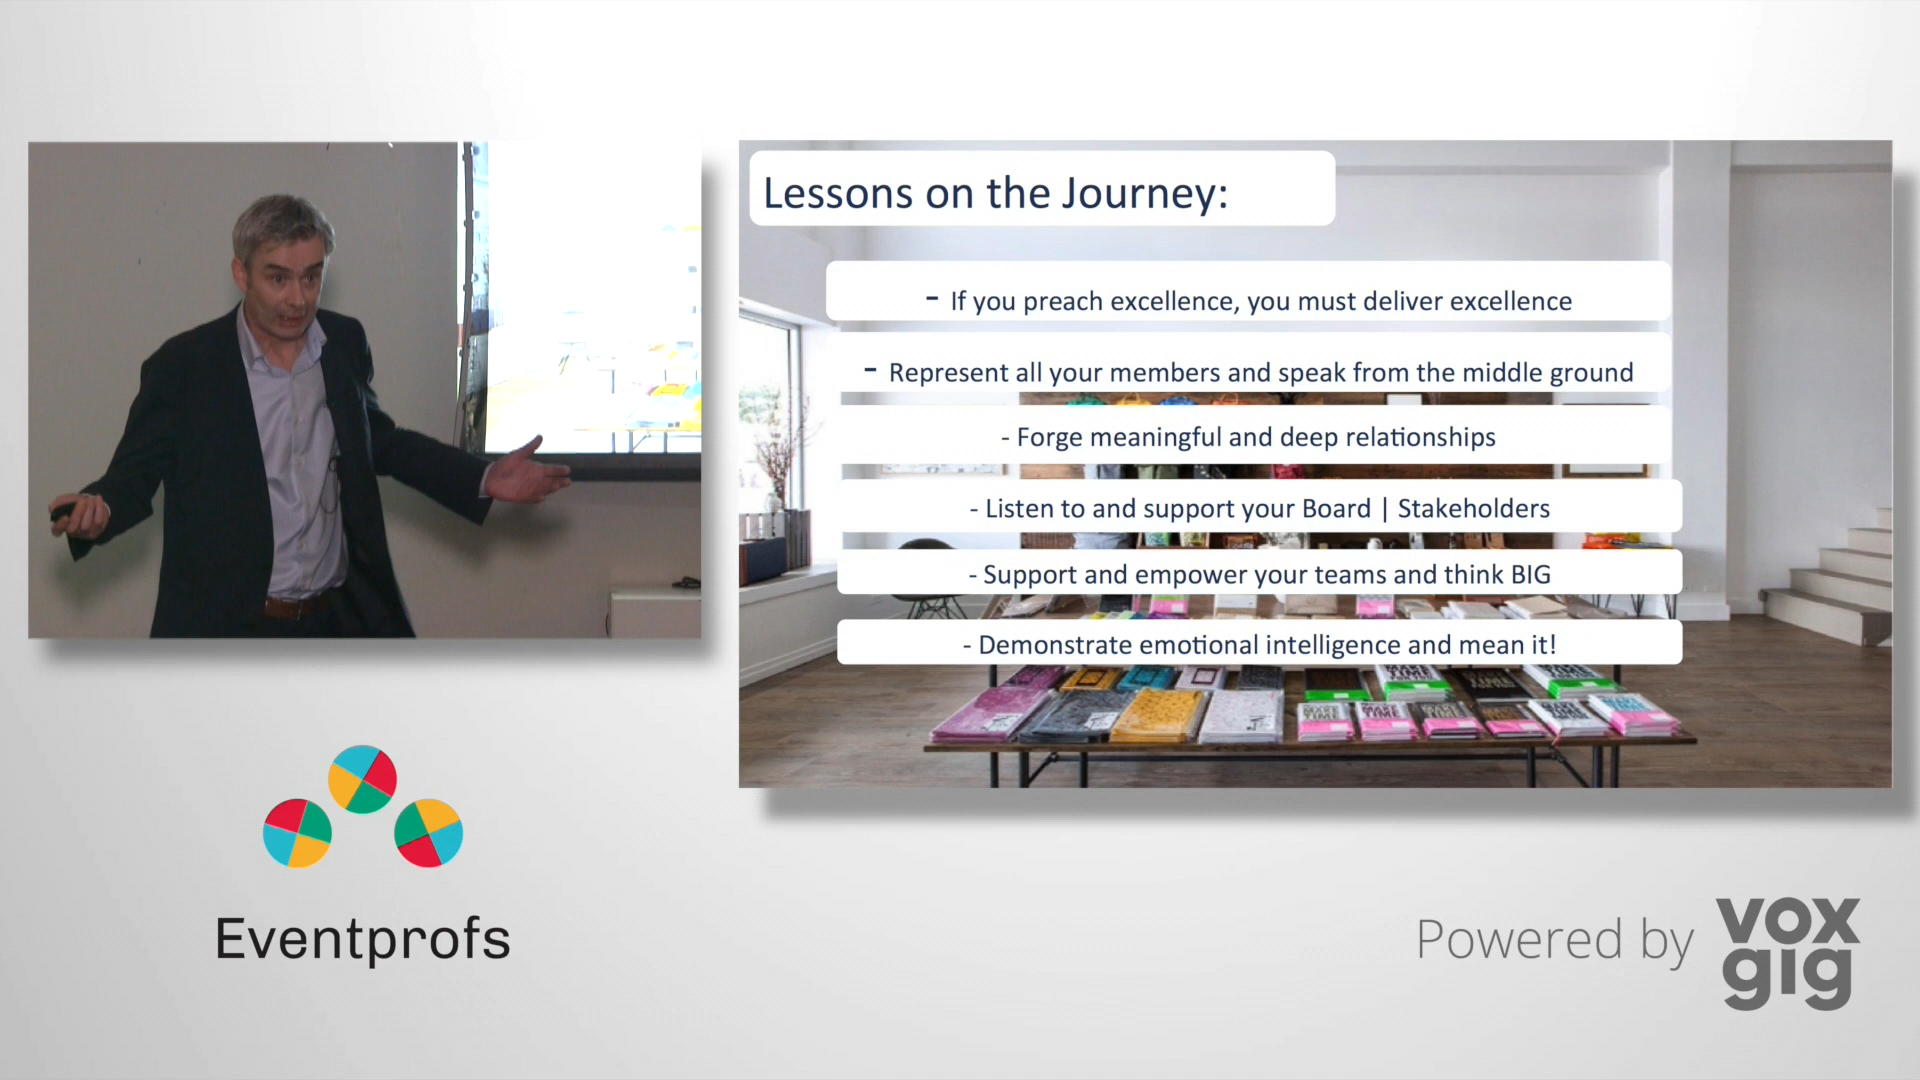 Lessons on the Journey:
- If you preach excellence, you must deliver excellence
- Represent all your members and speak from the middle ground
- Forge meaningful and deep relationships
- Listen to and support your Board | Stakeholders
- Support and empower your teams and think BIG
- Demonstrate emotional intelligence and mean it!
Eventprofs
Powered by
vox
gig